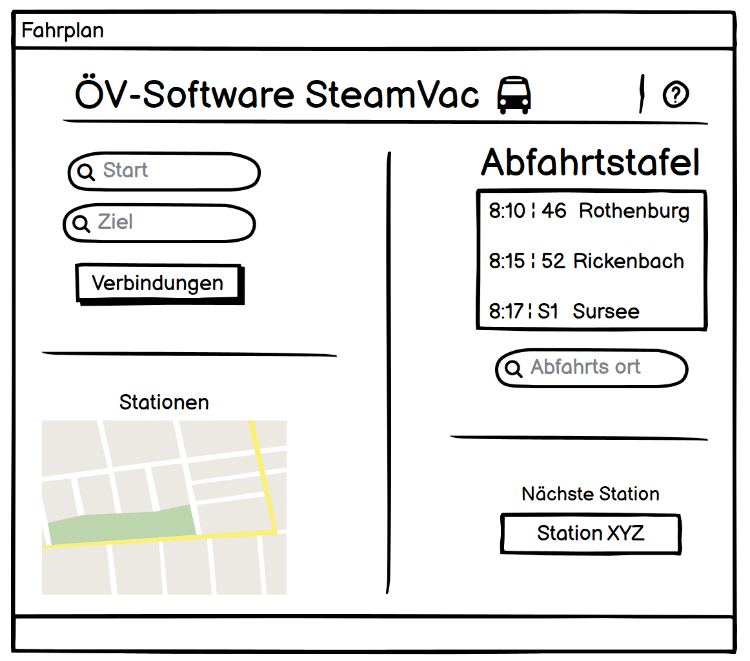 Fahrplan
ÖV-Software SteamVac
?
Start
Ziel
Verbindungen
Stationen
Abfahrtstafel
8:10 ¦ 46 Rothenburg
8:15 ¦ 52 Rickenbach
8:17 ¦ S1 Sursee
Abfahrts ort
Nächste Station
Station XYZ